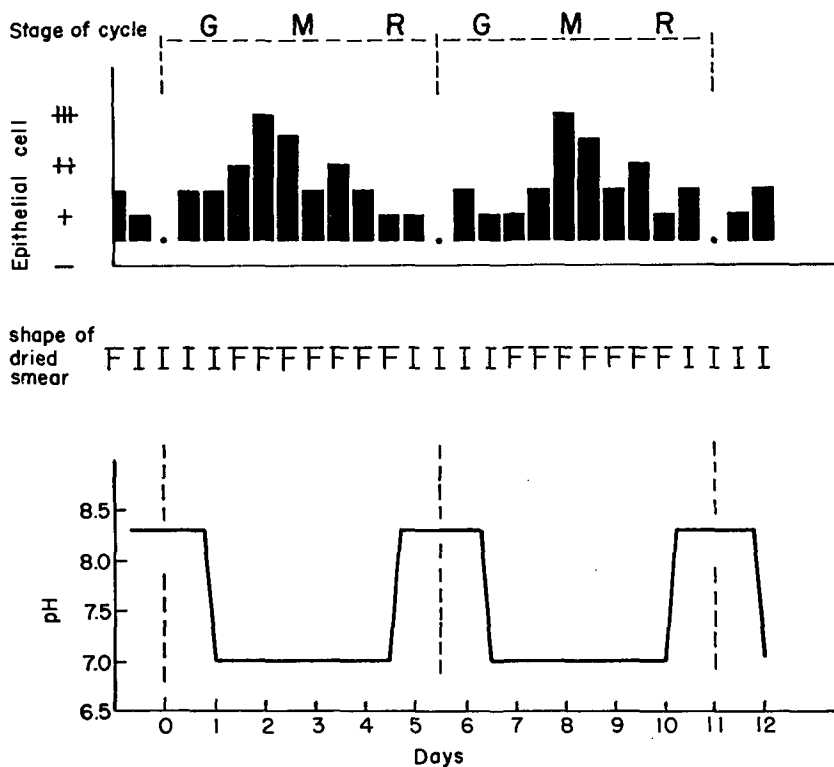 Stage of cycle G M R G M R
Epithelial cell
+++
++
+
—
shape of
dried
smear
F I I I I F F F F F F F I I I I F F F F F F F I I I I
pH
8.5
8.0
7.5
7.0
6.5
0 1 2 3 4 5 6 7 8 9 10 11 12
Days